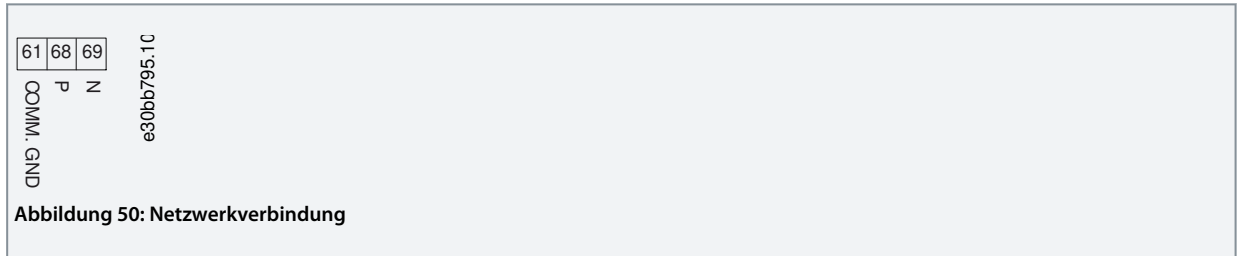 61 68 69
COMM. GND
P
N
e30bb795.10
Abbildung 50: Netzwerkverbindung